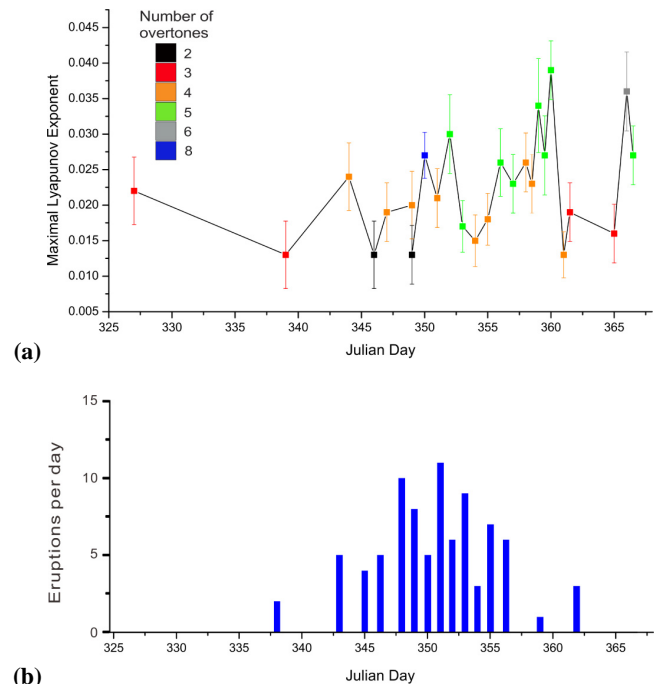 Number of
overtones
2
3
4
5
6
8
Maximal Lyapunov Exponent
0.045
0.040
0.035
0.030
0.025
0.020
0.015
0.010
0.005
325 330 335 340 345 350 355 360 365
Julian Day
(a)
Eruptions per day
15
10
5
0
325 330 335 340 345 350 355 360 365
Julian Day
(b)